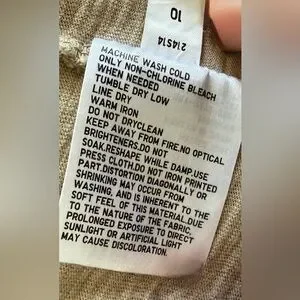 10
214S14
MACHINE WASH COLD
ONLY NON-CHLORINE BLEACH
WHEN NEEDED
TUMBLE DRY LOW
LINE DRY
WARM IRON
DO NOT DRYCLEAN
KEEP AWAY FROM FIRE.NO OPTICAL
BRIGHTENERS.DO NOT
SOAK.RESHAPE WHILE DAMP.USE
PRESS CLOTH.DO NOT IRON PRINTED
PART.DISTORTION DIAGONALLY OR
SHRINKING MAY OCCUR FROM
WASHING, AND IS INHERENT TO THE
SOFT FEEL OF THIS MATERIAL.DUE
TO THE NATURE OF THE FABRIC,
PROLONGED EXPOSURE TO DIRECT
SUNLIGHT OR ARTIFICIAL LIGHT
MAY CAUSE DISCOLORATION.